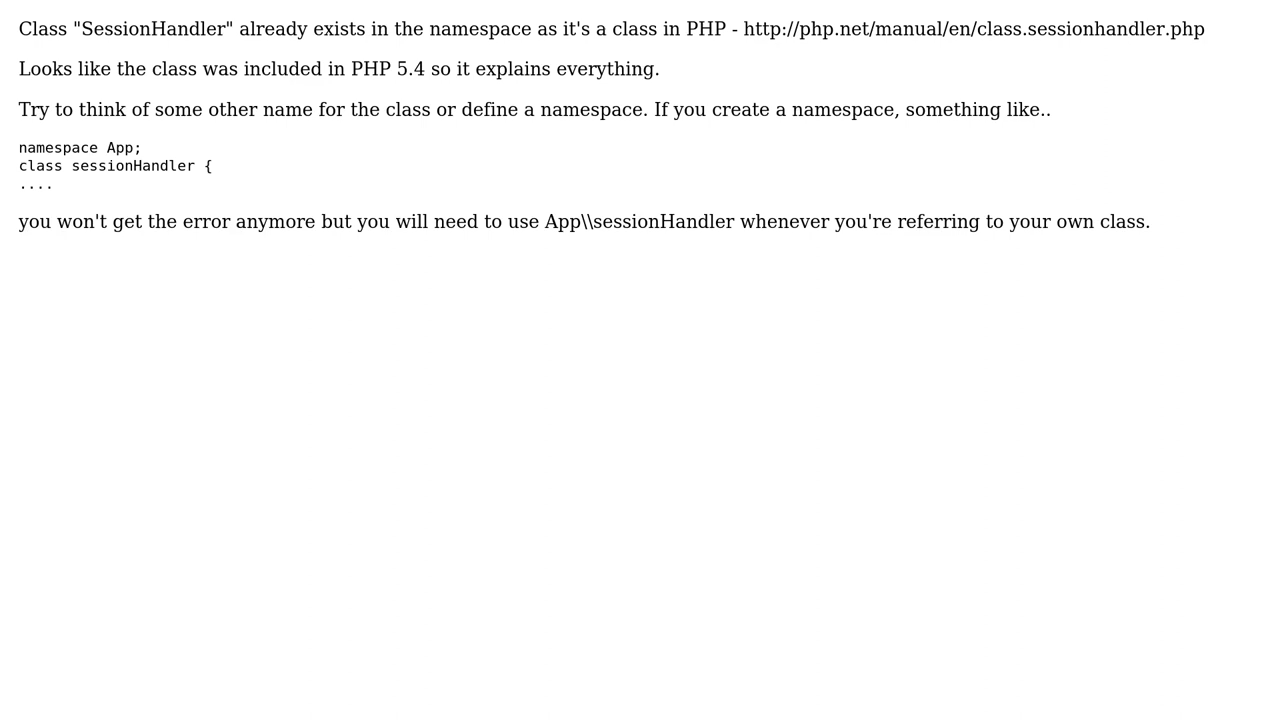 Class "SessionHandler" already exists in the namespace as it's a class in PHP - http://php.net/manual/en/class.sessionhandler.php
Looks like the class was included in PHP 5.4 so it explains everything.
Try to think of some other name for the class or define a namespace. If you create a namespace, something like..
namespace App;
class sessionHandler {
....
you won't get the error anymore but you will need to use App\\sessionHandler whenever you're referring to your own class.